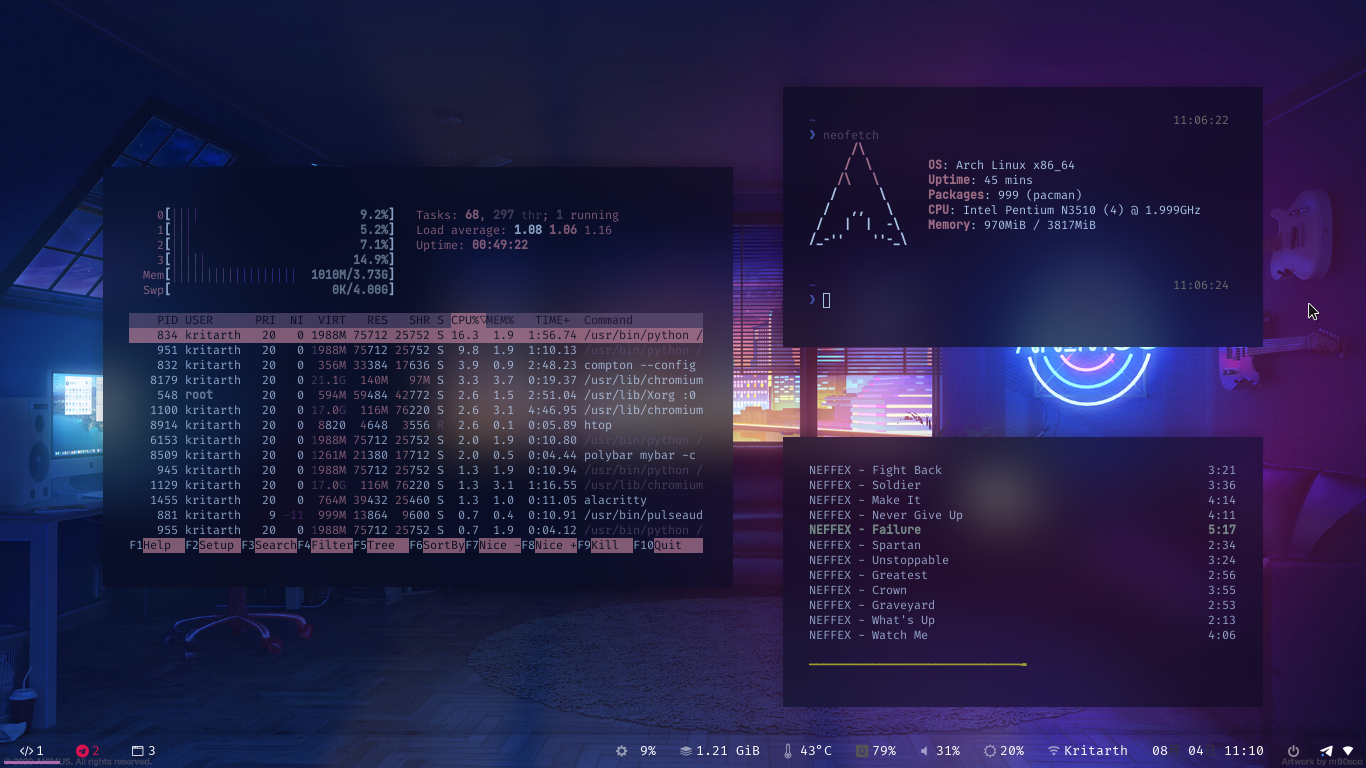 0[||| 9.2%]
1[| 5.2%]
2[|| 7.1%]
3[|||| 14.9%]
Mem[|||||||||||||||||| 1010M/3.73G]
Swp[ 0K/4.00G]
Tasks: 68, 297 thr; 1 running
Load average: 1.08 1.06 1.16
Uptime: 00:49:22
PID USER PRI NI VIRT RES SHR S CPU%▽MEM% TIME+ Command
834 kritarth 20 0 1988M 75712 25752 S 16.3 1.9 1:56.74 /usr/bin/python /
951 kritarth 20 0 1988M 75712 25752 S 9.8 1.9 1:10.13 /usr/bin/python /
832 kritarth 20 0 356M 33384 17636 S 3.9 0.9 2:48.23 compton --config
8179 kritarth 20 0 21.1G 140M 97M S 3.3 3.7 0:19.37 /usr/lib/chromium
548 root 20 0 594M 59484 42772 S 2.6 1.5 2:51.04 /usr/lib/Xorg :0
1100 kritarth 20 0 17.0G 116M 76220 S 2.6 3.1 4:46.95 /usr/lib/chromium
8914 kritarth 20 0 8820 4648 3556 R 2.6 0.1 0:05.89 htop
6153 kritarth 20 0 1988M 75712 25752 S 2.0 1.9 0:10.80 /usr/bin/python /
8509 kritarth 20 0 1261M 21380 17712 S 2.0 0.5 0:04.44 polybar mybar -c
945 kritarth 20 0 1988M 75712 25752 S 1.3 1.9 0:10.94 /usr/bin/python /
1129 kritarth 20 0 17.0G 116M 76220 S 1.3 3.1 1:16.55 /usr/lib/chromium
1455 kritarth 20 0 764M 39432 25460 S 1.3 1.0 0:11.05 alacritty
881 kritarth 9 -11 999M 13864 9600 S 0.7 0.4 0:10.91 /usr/bin/pulseaud
955 kritarth 20 0 1988M 75712 25752 S 0.7 1.9 0:04.12 /usr/bin/python /
F1Help F2Setup F3SearchF4FilterF5Tree F6SortByF7Nice -F8Nice +F9Kill F10Quit
~ 11:06:22
❯ neofetch
OS: Arch Linux x86_64
Uptime: 45 mins
Packages: 999 (pacman)
CPU: Intel Pentium N3510 (4) @ 1.999GHz
Memory: 970MiB / 3817MiB
~ 11:06:24
❯
NEFFEX - Fight Back 3:21
NEFFEX - Soldier 3:36
NEFFEX - Make It 4:14
NEFFEX - Never Give Up 4:11
NEFFEX - Failure 5:17
NEFFEX - Spartan 2:34
NEFFEX - Unstoppable 3:24
NEFFEX - Greatest 2:56
NEFFEX - Crown 3:55
NEFFEX - Graveyard 2:53
NEFFEX - What's Up 2:13
NEFFEX - Watch Me 4:06
</> 1 2 3 9% 1.21 GiB 43°C 79% 31% 20% Kritarth 08 04 11:10
All rights reserved. Artwork by mB0sco